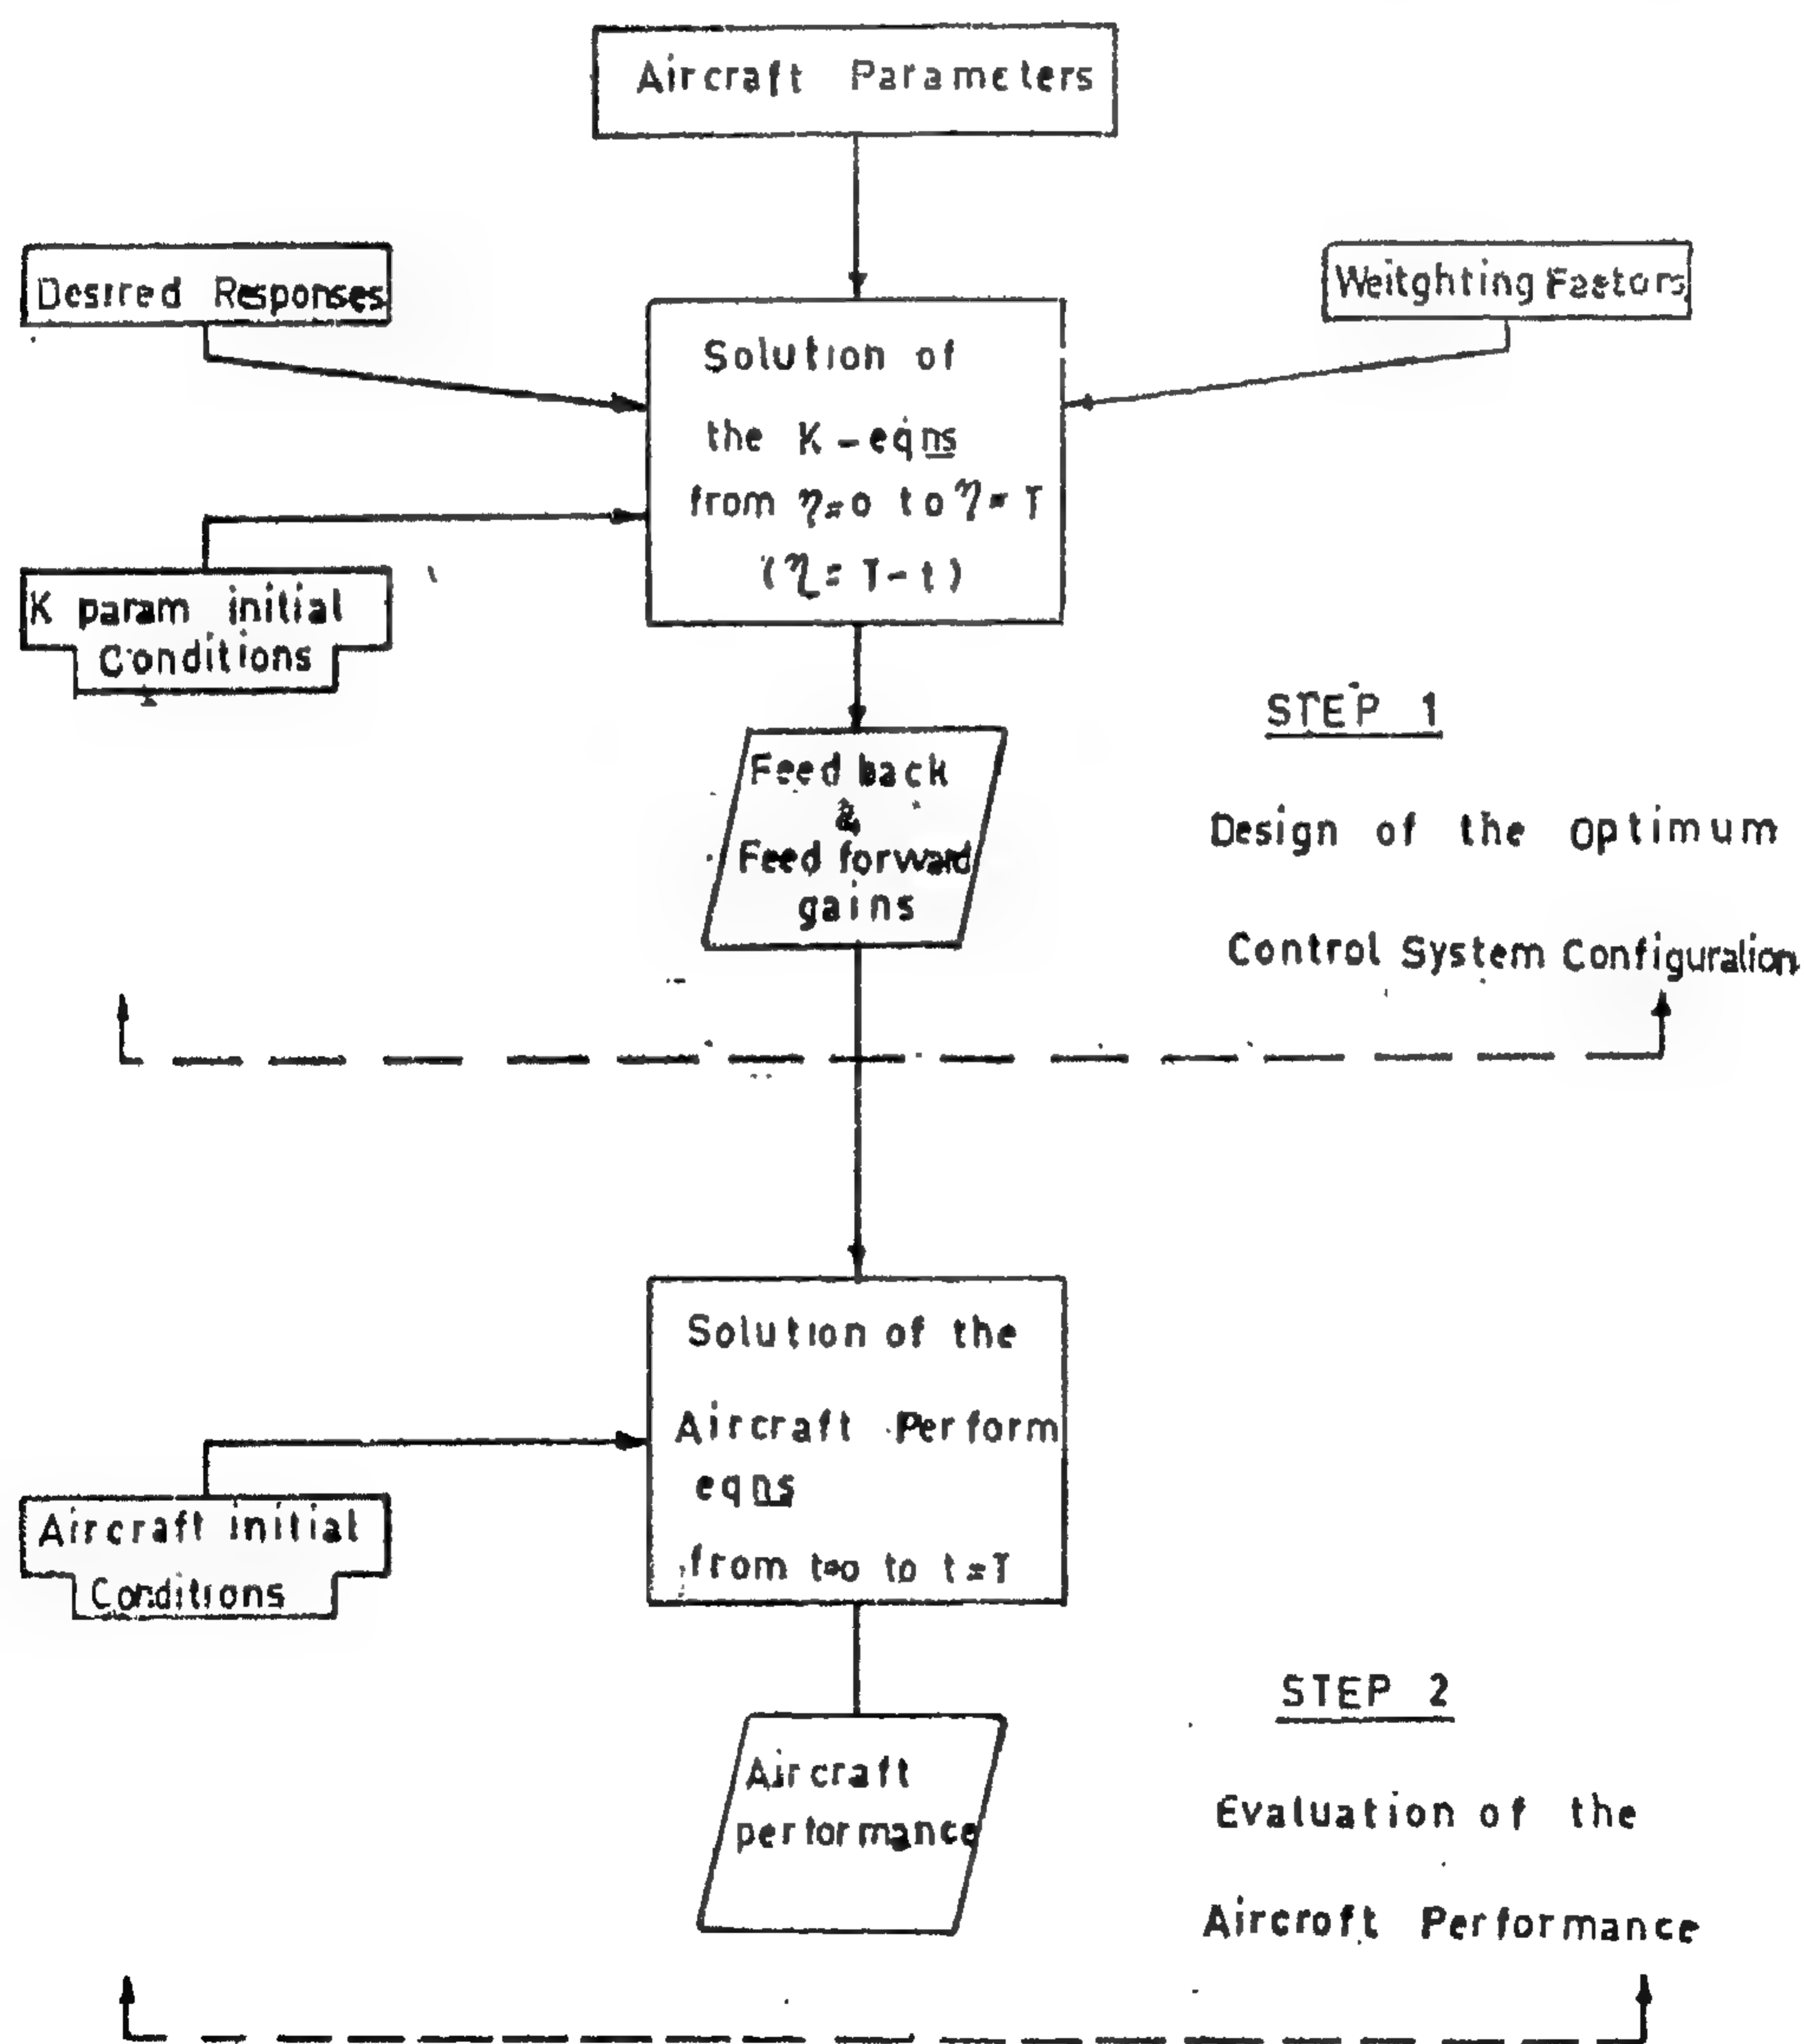 Aircraft Parameters
Desired Responses
Weitghting Factors
Solution of
the K-eqns
from η=o to η=T
(η=T-t)
K param initial
Conditions
Feed back
&
Feed forward
gains
STEP 1
Design of the optimum
Control System Configuration
Solution of the
Aircraft Perform
eqns
from t=o to t=T
Aircraft initial
Conditions
Aircraft
performance
STEP 2
Evaluation of the
Aircroft Performance